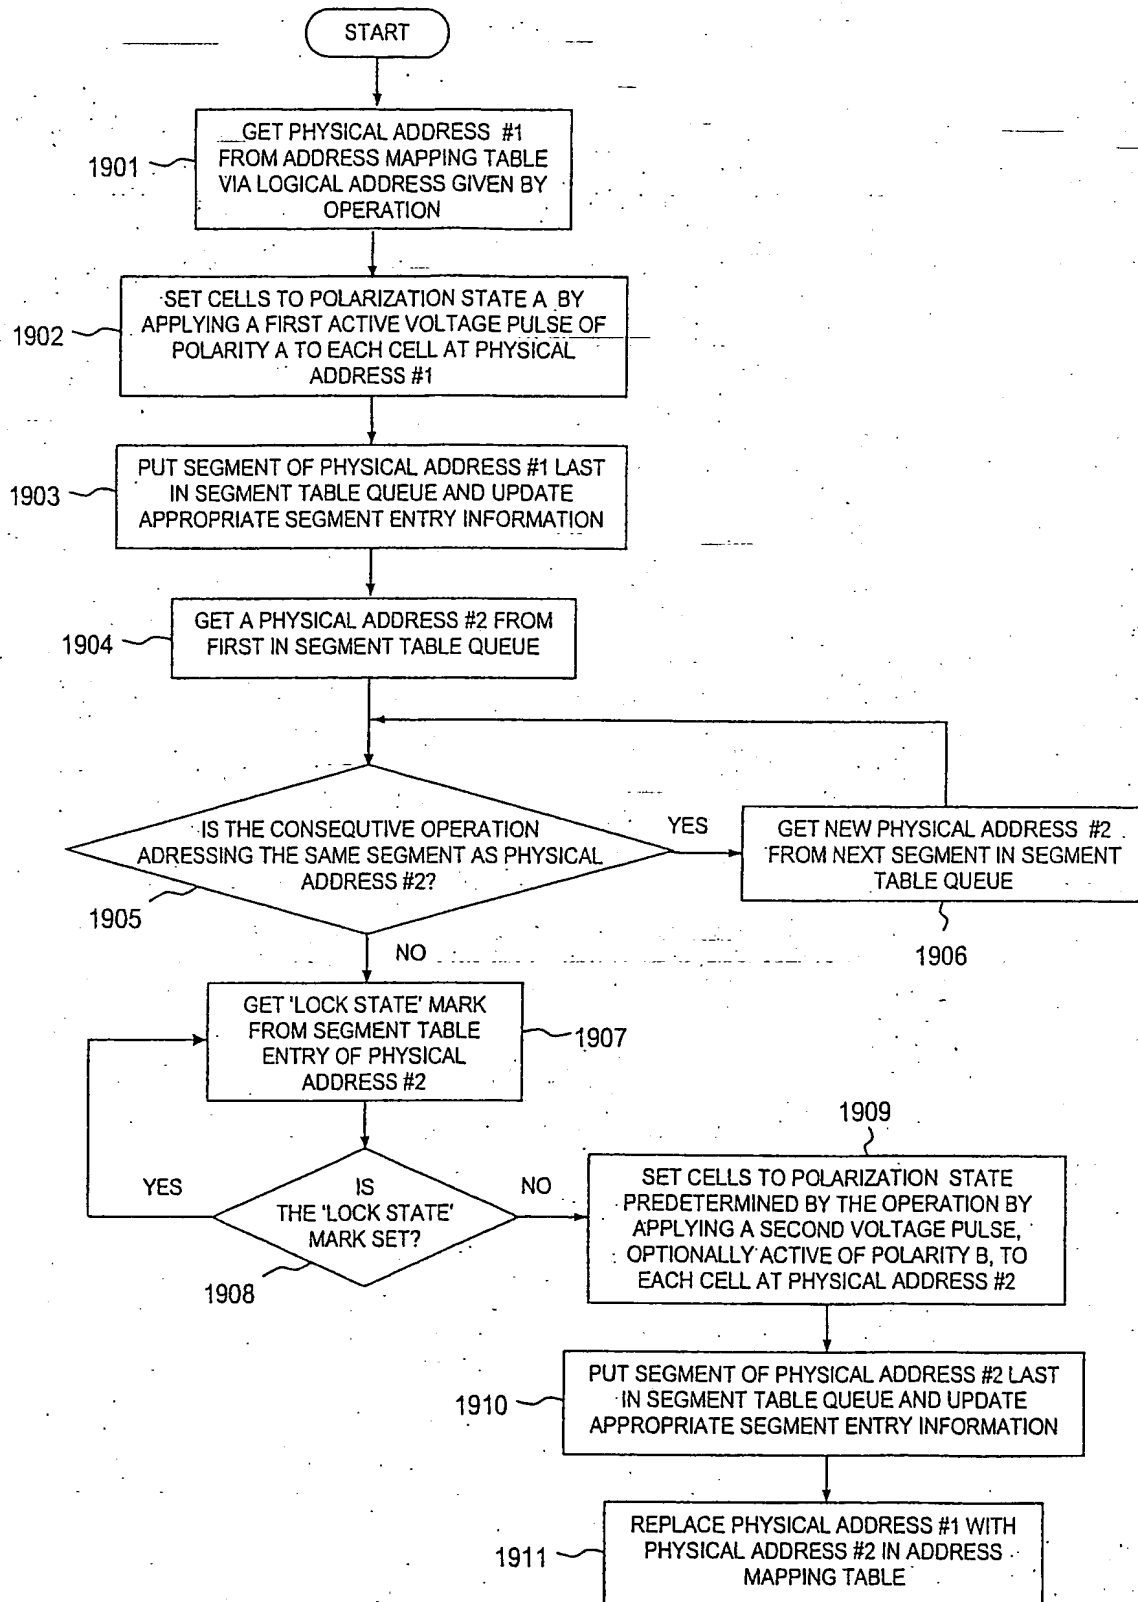 START
GET PHYSICAL ADDRESS #1
FROM ADDRESS MAPPING TABLE
VIA LOGICAL ADDRESS GIVEN BY
OPERATION
1901
SET CELLS TO POLARIZATION STATE A BY
APPLYING A FIRST ACTIVE VOLTAGE PULSE OF
POLARITY A TO EACH CELL AT PHYSICAL
ADDRESS #1
1902
PUT SEGMENT OF PHYSICAL ADDRESS #1 LAST
IN SEGMENT TABLE QUEUE AND UPDATE
APPROPRIATE SEGMENT ENTRY INFORMATION
1903
GET A PHYSICAL ADDRESS #2 FROM
FIRST IN SEGMENT TABLE QUEUE
1904
IS THE CONSEQUTIVE OPERATION
ADRESSING THE SAME SEGMENT AS PHYSICAL
ADDRESS #2?
1905
YES
GET NEW PHYSICAL ADDRESS #2
FROM NEXT SEGMENT IN SEGMENT
TABLE QUEUE
1906
NO
GET 'LOCK STATE' MARK
FROM SEGMENT TABLE
ENTRY OF PHYSICAL
ADDRESS #2
1907
YES
IS
THE 'LOCK STATE'
MARK SET?
1908
NO
1909
SET CELLS TO POLARIZATION STATE
PREDETERMINED BY THE OPERATION BY
APPLYING A SECOND VOLTAGE PULSE,
OPTIONALLY ACTIVE OF POLARITY B, TO
EACH CELL AT PHYSICAL ADDRESS #2
PUT SEGMENT OF PHYSICAL ADDRESS #2 LAST
IN SEGMENT TABLE QUEUE AND UPDATE
APPROPRIATE SEGMENT ENTRY INFORMATION
1910
REPLACE PHYSICAL ADDRESS #1 WITH
PHYSICAL ADDRESS #2 IN ADDRESS
MAPPING TABLE
1911